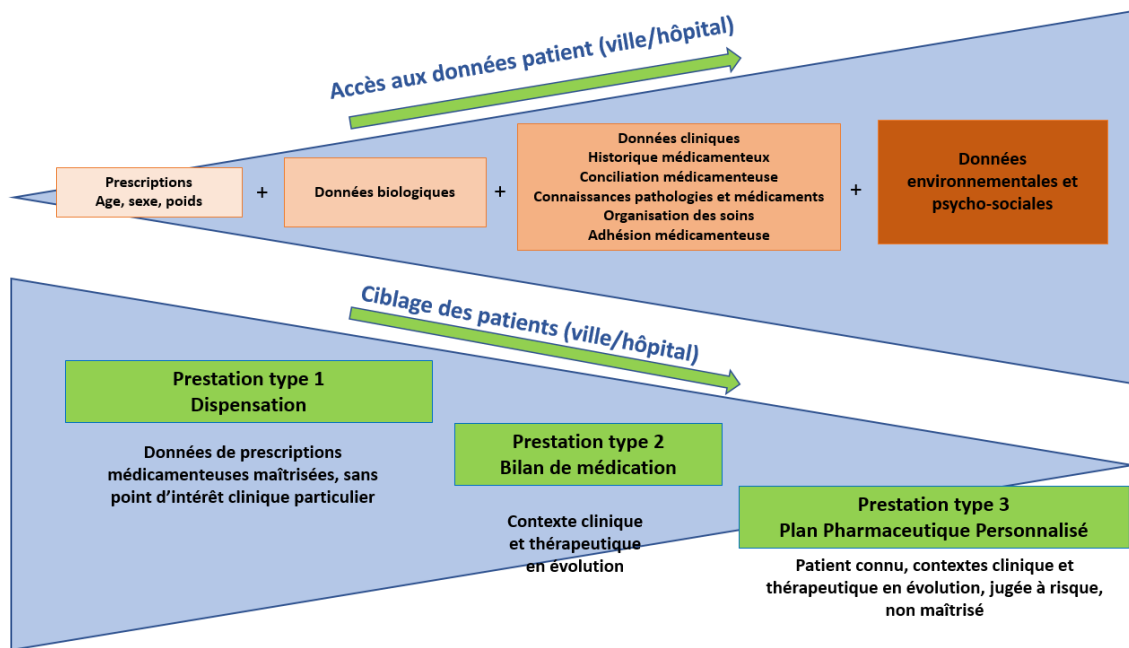 Accès aux données patient (ville/hôpital)
Prescriptions
Age, sexe, poids
+
Données biologiques
+
Données cliniques
Historique médicamenteux
Conciliation médicamenteuse
Connaissances pathologies et médicaments
Organisation des soins
Adhésion médicamenteuse
+
Données
environnementales et
psycho-sociales
Ciblage des patients (ville/hôpital)
Prestation type 1
Dispensation
Données de prescriptions
médicamenteuses maîtrisées, sans
point d’intérêt clinique particulier
Prestation type 2
Bilan de médication
Contexte clinique
et thérapeutique
en évolution
Prestation type 3
Plan Pharmaceutique Personnalisé
Patient connu, contextes clinique et
thérapeutique en évolution, jugée à risque,
non maîtrisé